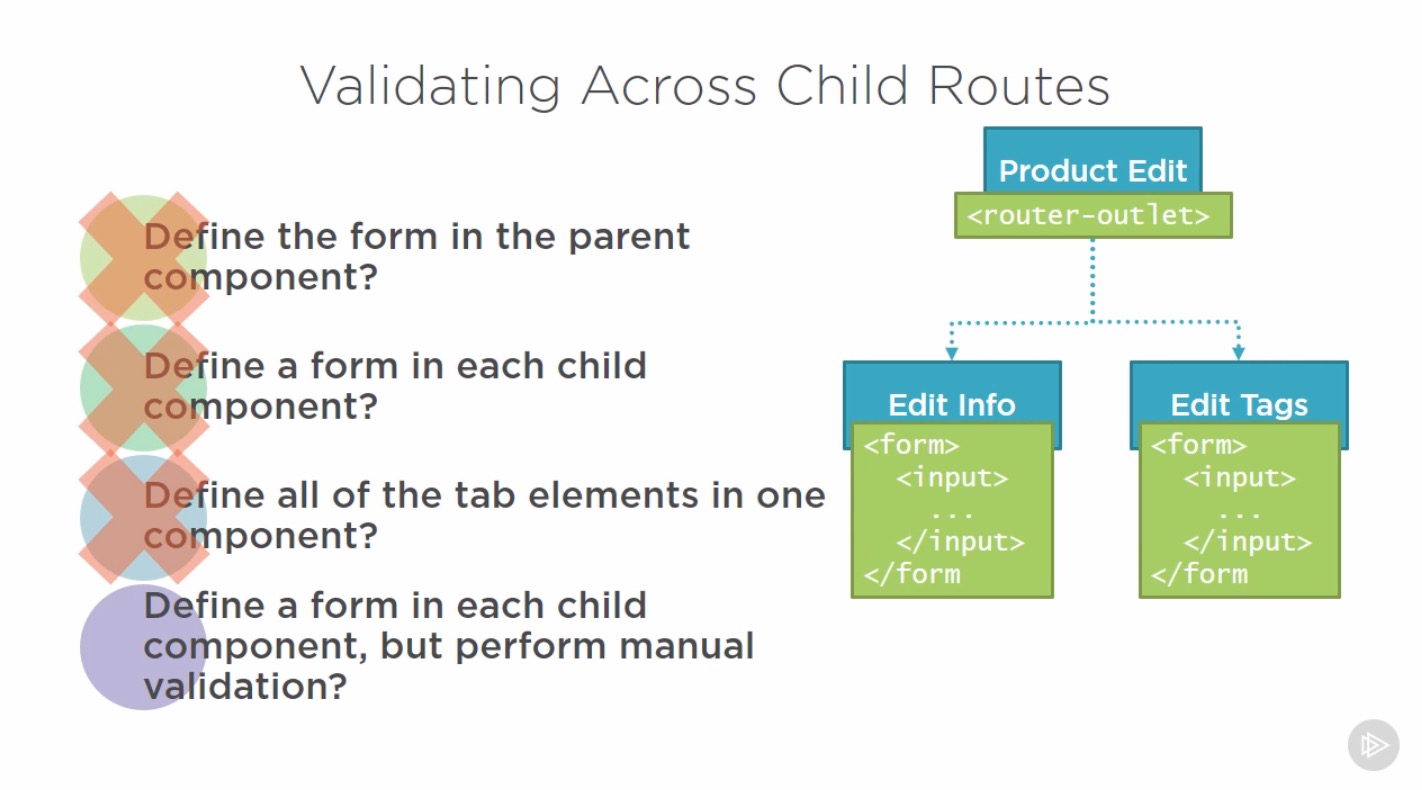 Validating Across Child Routes
Define the form in the parent
component?
Define a form in each child
component?
Define all of the tab elements in one
component?
Define a form in each child
component, but perform manual
validation?
Product Edit
<router-outlet>
Edit Info
<form>
<input>
...
</input>
</form
Edit Tags
<form>
<input>
...
</input>
</form